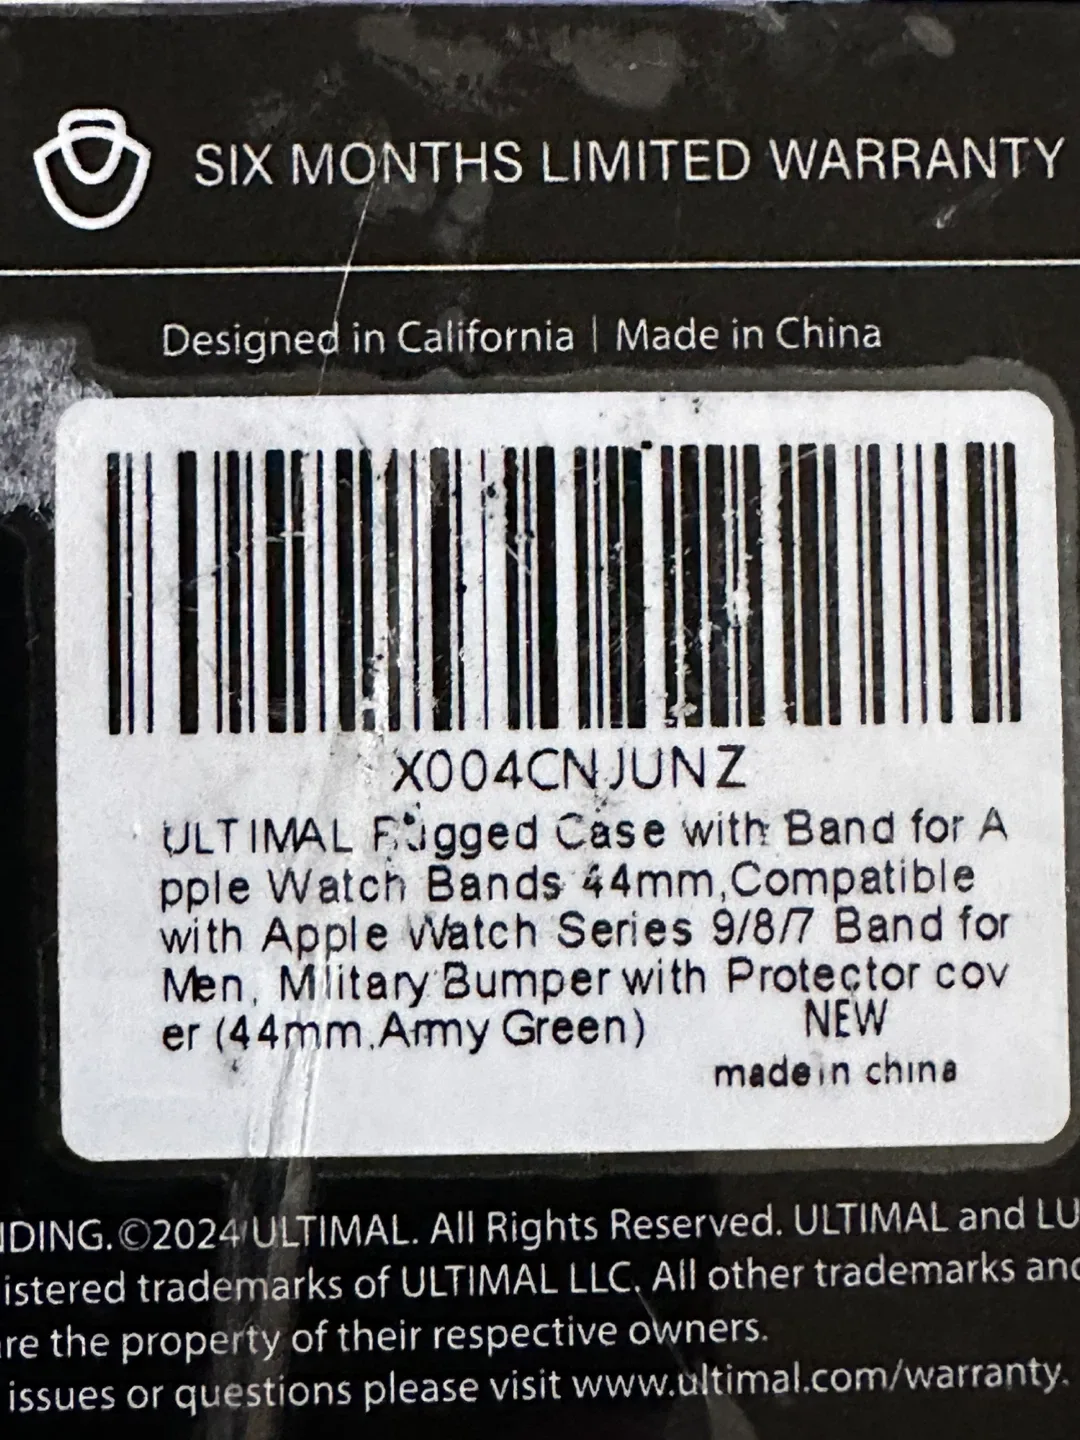 SIX MONTHS LIMITED WARRANTY
Designed in California | Made in China
X004CNJUNZ
ULTIMAL Rugged Case with Band for A
pple Watch Bands 44mm,Compatible
with Apple Watch Series 9/8/7 Band for
Men, Military Bumper with Protector cov
er (44mm,Army Green)
NEW
made in china
NDING. ©2024 ULTIMAL. All Rights Reserved. ULTIMAL and LU
istered trademarks of ULTIMAL LLC. All other trademarks and
re the property of their respective owners.
issues or questions please visit www.ultimal.com/warranty.